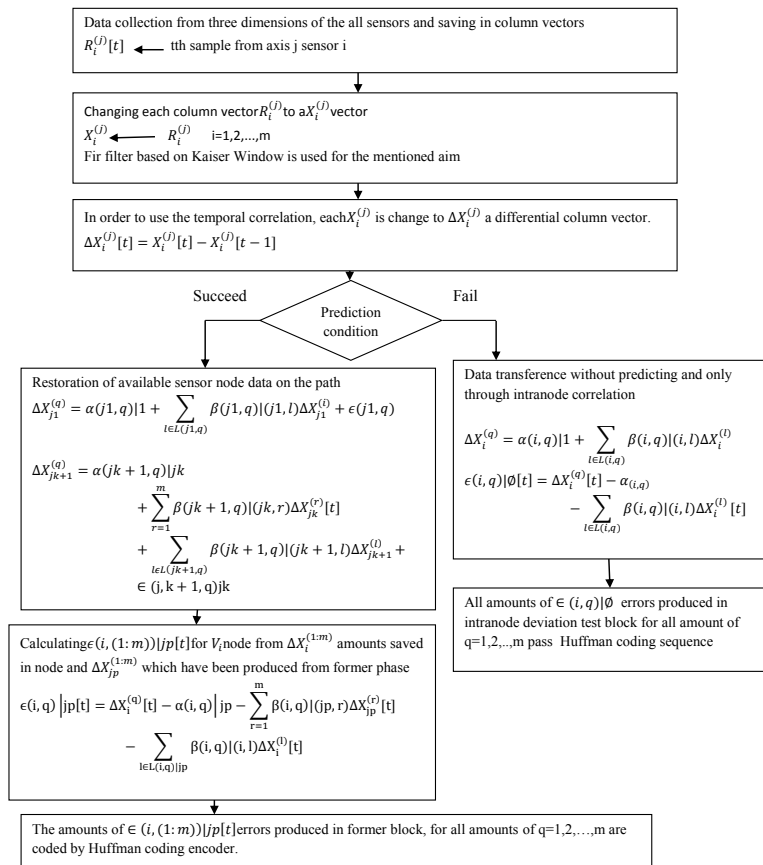 Data collection from three dimensions of the all sensors and saving in column vectors
R_i^{(j)}[t] ← tth sample from axis j sensor i
Changing each column vector R_i^{(j)} to a X_i^{(j)} vector
X_i^{(j)} ← R_i^{(j)} i=1,2,...,m
Fir filter based on Kaiser Window is used for the mentioned aim
In order to use the temporal correlation, each X_i^{(j)} is change to ΔX_i^{(j)} a differential column vector.
ΔX_i^{(j)}[t] = X_i^{(j)}[t] − X_i^{(j)}[t − 1]
Succeed
Fail
Prediction
condition
Restoration of available sensor node data on the path
ΔX_{j1}^{(q)} = α(j1, q)|1 + ∑_{l∈L(j1,q)} β(j1, q)|(j1, l)ΔX_{j1}^{(i)} + ϵ(j1, q)
ΔX_{jk+1}^{(q)} = α(jk + 1, q)|jk
+ ∑_{r=1}^{m} β(jk + 1, q)|(jk, r)ΔX_{jk}^{(r)}[t]
+ ∑_{l∈L(jk+1,q)} β(jk + 1, q)|(jk + 1, l)ΔX_{jk+1}^{(l)} +
∈ (j, k + 1, q)jk
Data transference without predicting and only
through intranode correlation
ΔX_i^{(q)} = α(i, q)|1 + ∑_{l∈L(i,q)} β(i, q)|(i, l)ΔX_i^{(l)}
ϵ(i, q)|∅[t] = ΔX_i^{(q)}[t] − α_{(i,q)}
− ∑_{l∈L(i,q)} β(i, q)|(i, l)ΔX_i^{(l)}[t]
All amounts of ∈ (i, q)|∅ errors produced in
intranode deviation test block for all amount of
q=1,2,..,m pass Huffman coding sequence
Calculating ϵ(i, (1: m))|jp[t] for V_i node from ΔX_i^{(1:m)} amounts saved
in node and ΔX_{jp}^{(1:m)} which have been produced from former phase
ϵ(i, q)|jp[t] = ΔX_i^{(q)}[t] − α(i, q)|jp − ∑_{r=1}^{m} β(i, q)|(jp, r)ΔX_{jp}^{(r)}[t]
− ∑_{l∈L(i,q)|jp} β(i, q)|(i, l)ΔX_i^{(l)}[t]
The amounts of ∈ (i, (1: m))|jp[t] errors produced in former block, for all amounts of q=1,2,…,m are
coded by Huffman coding encoder.